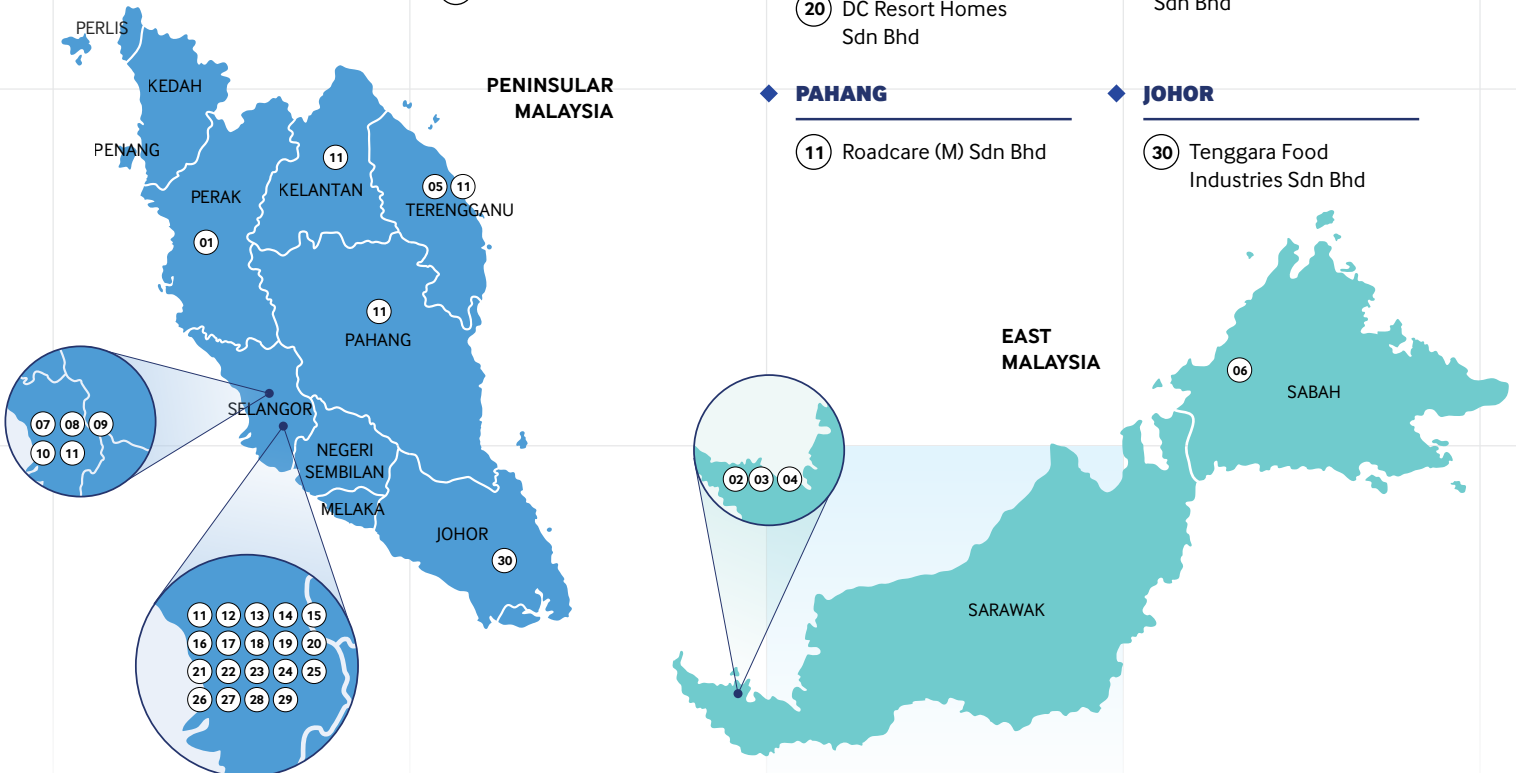 20 DC Resort Homes
Sdn Bhd
Sdn Bhd
PERLIS
KEDAH
PENANG
PERAK
01
11
KELANTAN
05 11
TERENGGANU
11
PAHANG
PENINSULAR
MALAYSIA
PAHANG
11 Roadcare (M) Sdn Bhd
JOHOR
30 Tenggara Food
Industries Sdn Bhd
07 08 09
10 11
SELANGOR
NEGERI
SEMBILAN
MELAKA
JOHOR
30
11 12 13 14 15
16 17 18 19 20
21 22 23 24 25
26 27 28 29
EAST
MALAYSIA
02 03 04
06
SABAH
SARAWAK